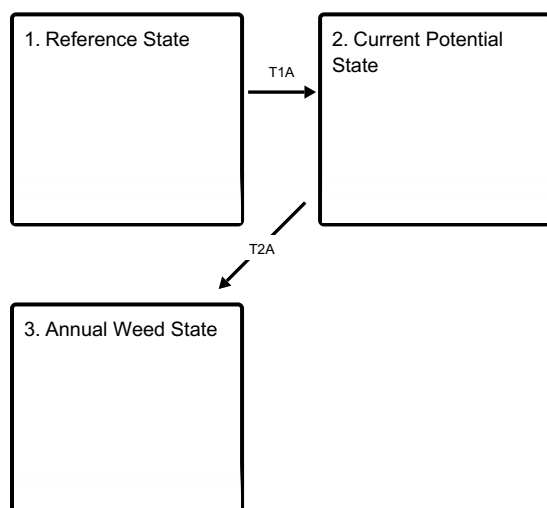 1. Reference State
2. Current Potential
State
T1A
T2A
3. Annual Weed State